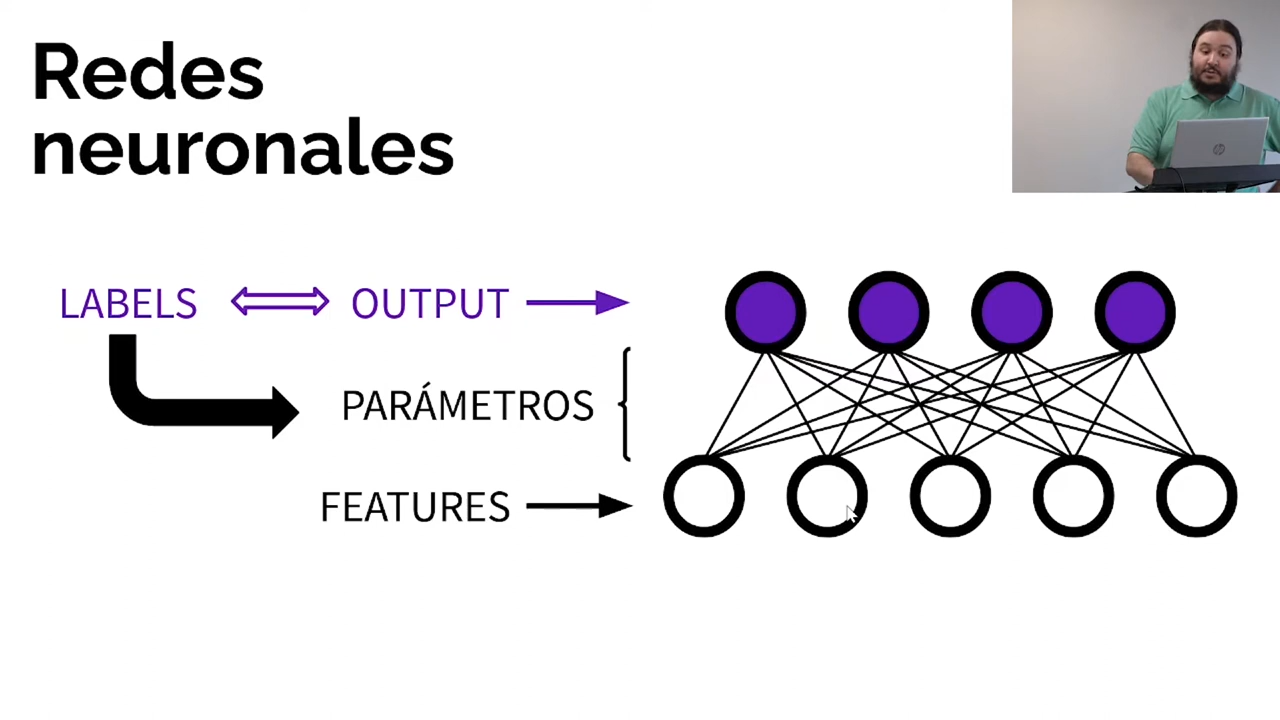 Redes
neuronales
LABELS
OUTPUT
PARÁMETROS
FEATURES